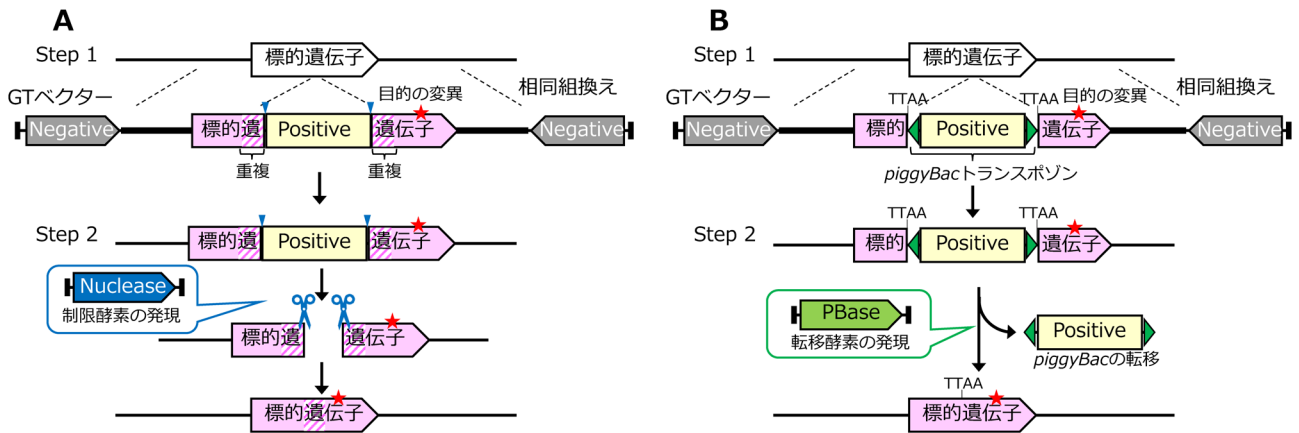 A
Step 1
標的遺伝子
GTベクター
目的の変異
相同組換え
Negative
標的遺
Positive
遺伝子
Negative
重複
重複
Step 2
標的遺
Positive
遺伝子
Nuclease
制限酵素の発現
標的遺
遺伝子
標的遺伝子
B
Step 1
標的遺伝子
GTベクター
TTAA
TTAA
目的の変異
相同組換え
Negative
標的
Positive
遺伝子
Negative
piggyBacトランスポゾン
TTAA
TTAA
Step 2
標的
Positive
遺伝子
PBase
転移酵素の発現
Positive
piggyBacの転移
TTAA
標的遺伝子